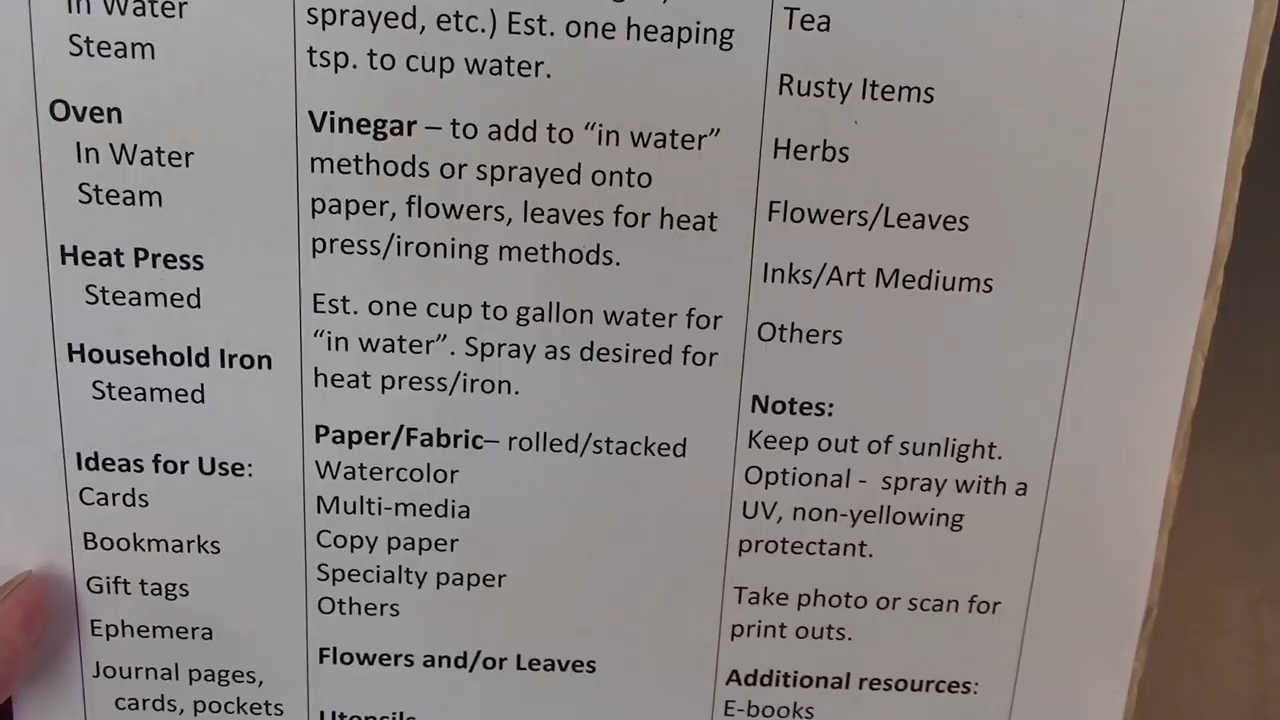 In Water
Steam
Oven
In Water
Steam
Heat Press
Steamed
Household Iron
Steamed
Ideas for Use:
Cards
Bookmarks
Gift tags
Ephemera
Journal pages,
cards, pockets
sprayed, etc.) Est. one heaping
tsp. to cup water.
Vinegar – to add to “in water”
methods or sprayed onto
paper, flowers, leaves for heat
press/ironing methods.
Est. one cup to gallon water for
“in water”. Spray as desired for
heat press/iron.
Paper/Fabric– rolled/stacked
Watercolor
Multi-media
Copy paper
Specialty paper
Others
Flowers and/or Leaves
Utensils
Tea
Rusty Items
Herbs
Flowers/Leaves
Inks/Art Mediums
Others
Notes:
Keep out of sunlight.
Optional - spray with a
UV, non-yellowing
protectant.
Take photo or scan for
print outs.
Additional resources:
E-books